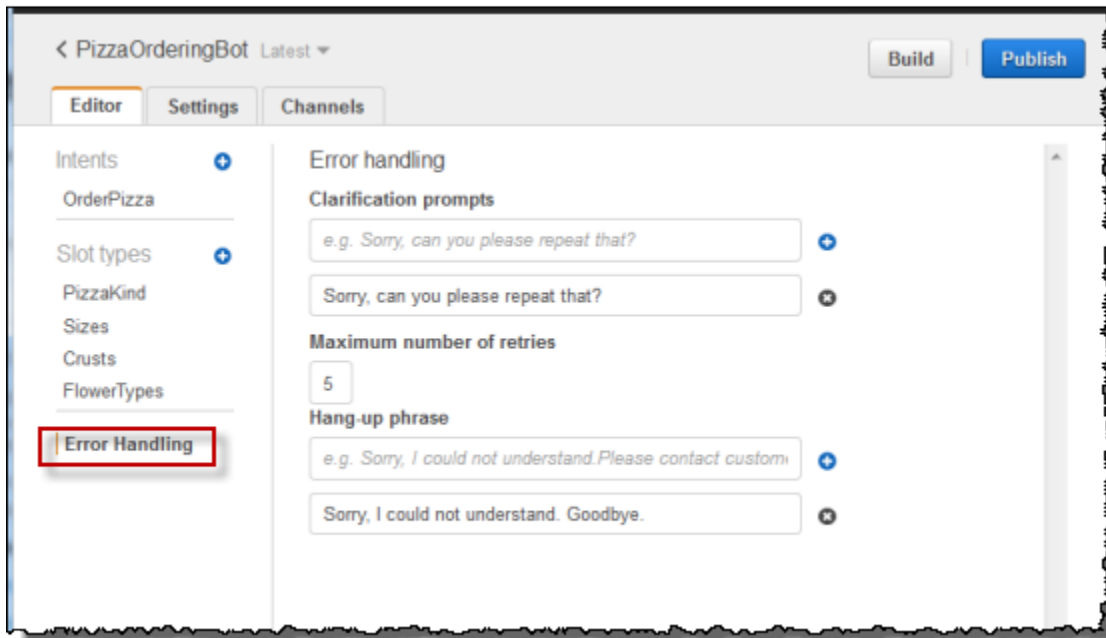 < PizzaOrderingBot Latest
Build
Publish
Editor
Settings
Channels
Intents
OrderPizza
Slot types
PizzaKind
Sizes
Crusts
FlowerTypes
Error Handling
Error handling
Clarification prompts
e.g. Sorry, can you please repeat that?
Sorry, can you please repeat that?
Maximum number of retries
5
Hang-up phrase
e.g. Sorry, I could not understand.Please contact custom
Sorry, I could not understand. Goodbye.